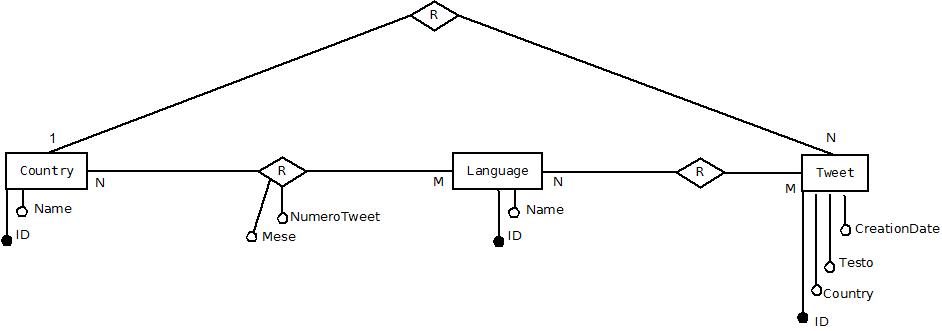 R
1
N
Country
N
R
M
Language
N
R
M
Tweet
Name
ID
NumeroTweet
Mese
Name
ID
CreationDate
Testo
Country
ID